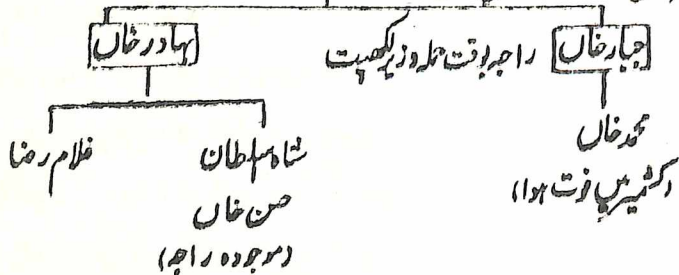 جبار خاں راجہ بوقت حملہ وزیر لکھپت
بہادر خاں
محمد خاں
(کشمیر میں فوت ہوا)
شاہ سلطان
غلام رضا
حسن خاں
(موجودہ راجہ)